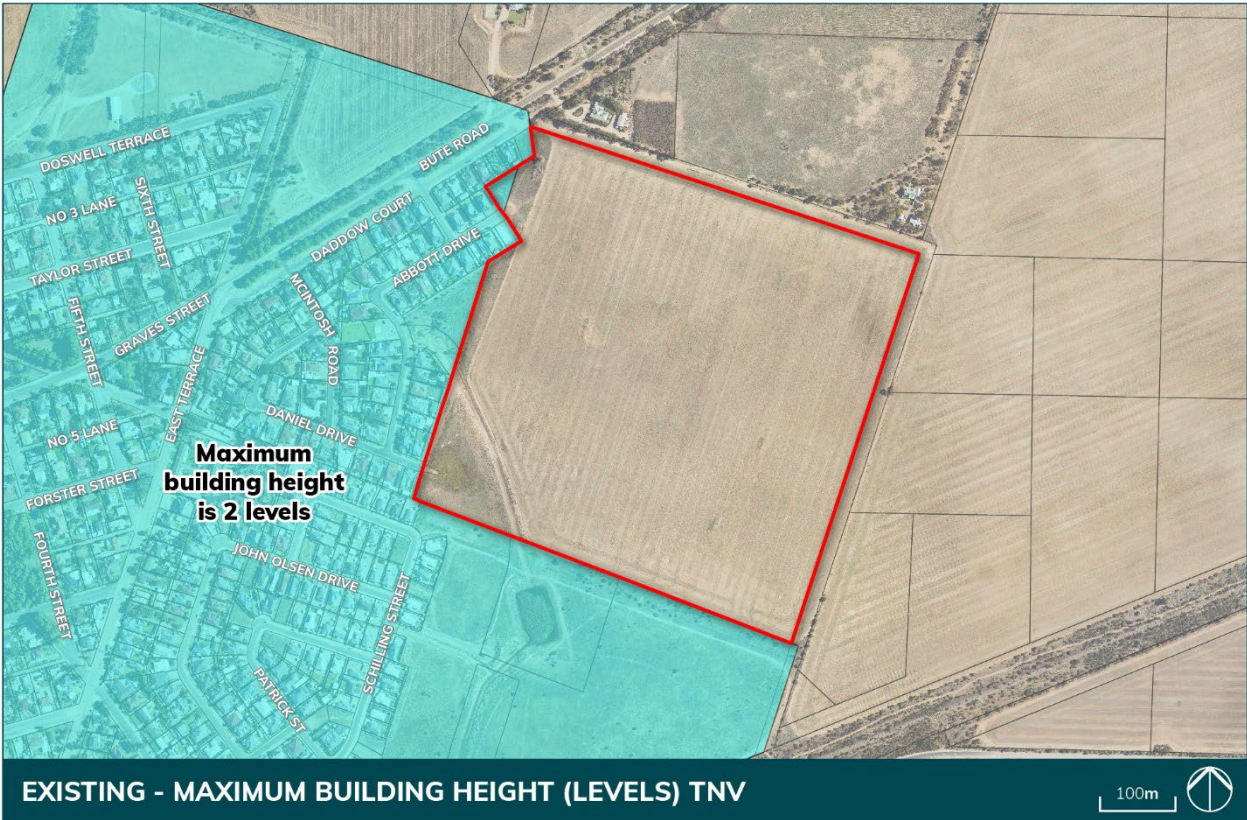 DOSWELL TERRACE
BUTE ROAD
SIXTH STREET
NO 3 LANE
DADDOW COURT
ABBOTT DRIVE
TAYLOR STREET
MCINTOSH ROAD
FIFTH STREET
GRAVES STREET
EAST TERRACE
DANIEL DRIVE
NO 5 LANE
Maximum
building height
is 2 levels
FORSTER STREET
FOURTH STREET
JOHN OLSEN DRIVE
SCHILLING STREET
PATRICK ST
EXISTING - MAXIMUM BUILDING HEIGHT (LEVELS) TNV
100m